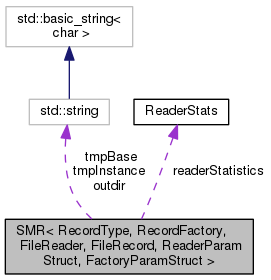 std::basic_string<
char >
std::string
ReaderStats
tmpBase
tmpInstance
outdir
readerStatistics
SMR< RecordType, RecordFactory,
FileReader, FileRecord, ReaderParam
Struct, FactoryParamStruct >